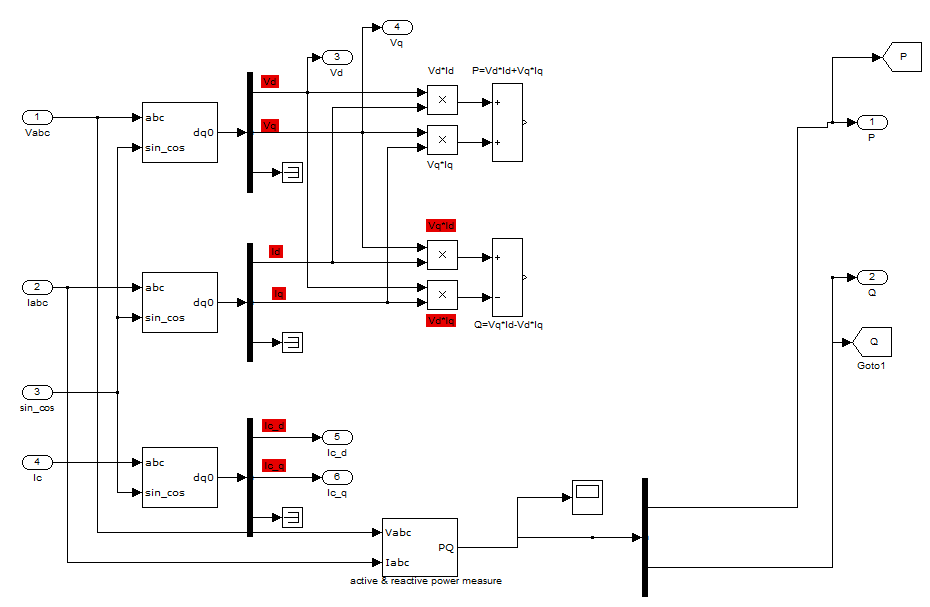 4
Vq
3
Vd
Vd*Id
P=Vd*Id+Vq*Iq
P
Vd
×
+
1
Vabc
abc
dq0
sin_cos
Vq
×
+
Vq*Iq
1
P
Vq*Id
Id
×
+
2
Iabc
abc
dq0
sin_cos
Iq
×
−
Vd*Iq
Q=Vq*Id-Vd*Iq
2
Q
Q
Goto1
3
sin_cos
Ic_d
5
Ic_d
4
Ic
abc
dq0
sin_cos
Ic_q
6
Ic_q
Vabc
PQ
Iabc
active & reactive power measure